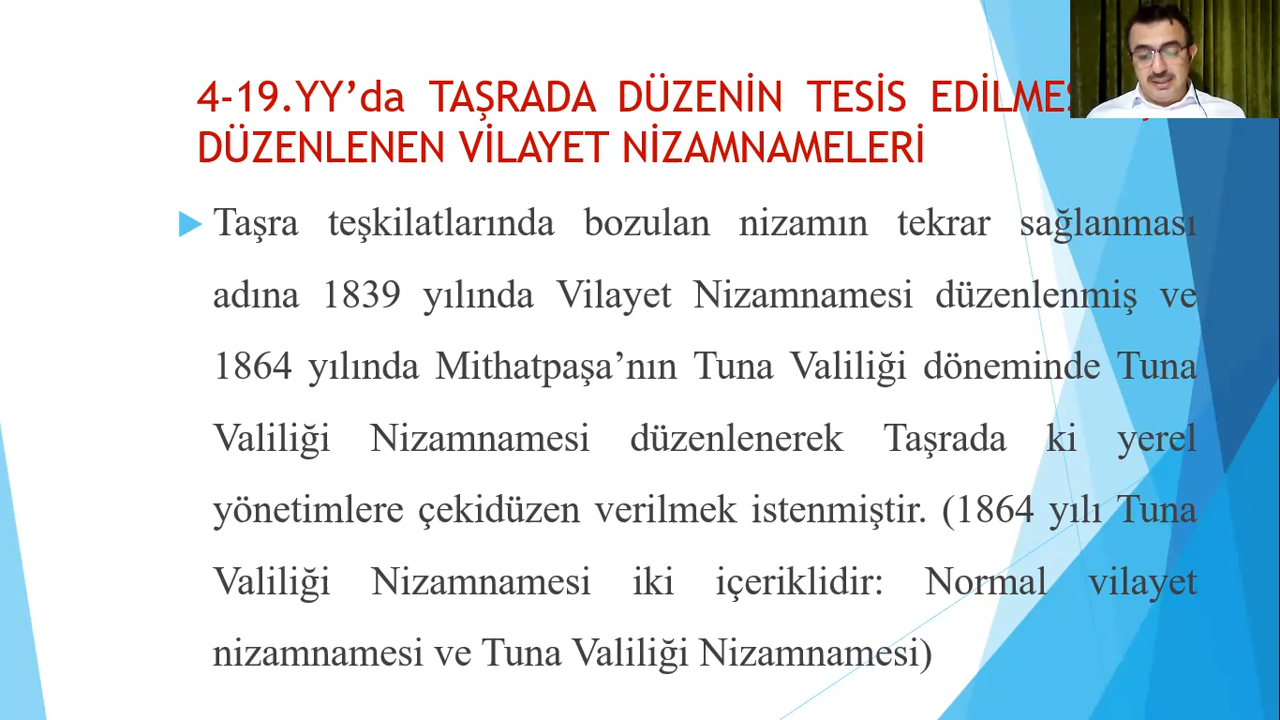 4-19.YY’da TAŞRADA DÜZENİN TESİS
DÜZENLENEN VİLAYET NİZAMNAMELERİ
Taşra teşkilatlarında bozulan nizamın tekrar sağlanması
adına 1839 yılında Vilayet Nizamnamesi düzenlenmiş ve
1864 yılında Mithatpaşa’nın Tuna Valiliği döneminde Tuna
Valiliği Nizamnamesi düzenlenerek Taşrada ki yerel
yönetimlere çekidüzen verilmek istenmiştir. (1864 yılı Tuna
Valiliği Nizamnamesi iki içeriklidir: Normal vilayet
nizamnamesi ve Tuna Valiliği Nizamnamesi)